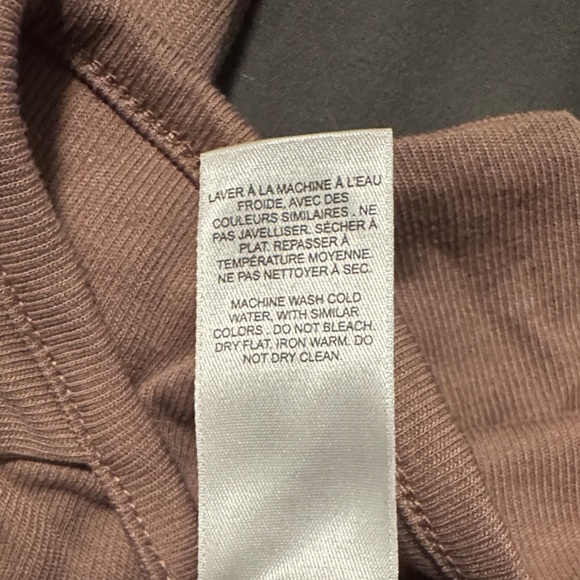 LAVER À LA MACHINE À L'EAU
FROIDE, AVEC DES
COULEURS SIMILAIRES . NE
PAS JAVELLISER. SÉCHER À
PLAT. REPASSER À
TEMPÉRATURE MOYENNE.
NE PAS NETTOYER À SEC.
MACHINE WASH COLD
WATER, WITH SIMILAR
COLORS . DO NOT BLEACH.
DRY FLAT, IRON WARM. DO
NOT DRY CLEAN.